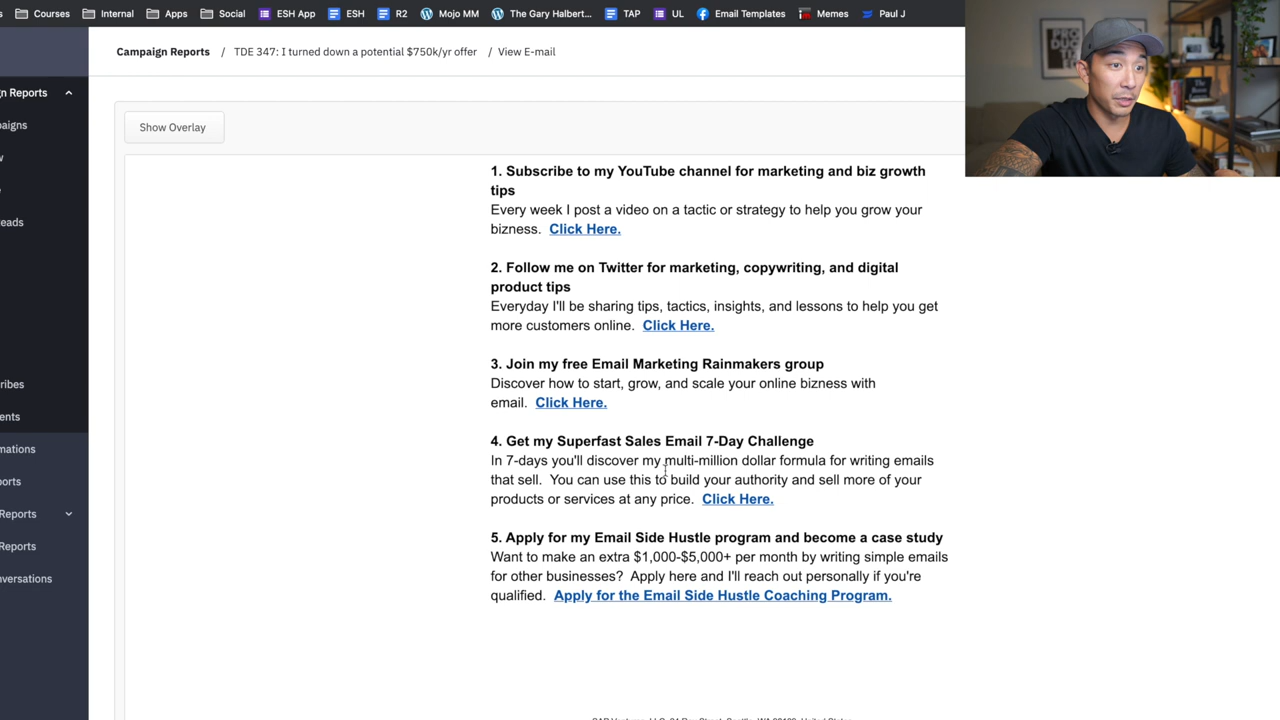 Courses Internal Apps Social ESH App ESH R2 Mojo MM The Gary Halbert... TAP UL Email Templates Memes Paul J
Campaign Reports / TDE 347: I turned down a potential $750k/yr offer / View E-mail
gn Reports
aigns
eads
ribes
ents
mations
ports
Reports
Reports
nversations
Show Overlay
1. Subscribe to my YouTube channel for marketing and biz growth
tips
Every week I post a video on a tactic or strategy to help you grow your
bizness. Click Here.
2. Follow me on Twitter for marketing, copywriting, and digital
product tips
Everyday I'll be sharing tips, tactics, insights, and lessons to help you get
more customers online. Click Here.
3. Join my free Email Marketing Rainmakers group
Discover how to start, grow, and scale your online bizness with
email. Click Here.
4. Get my Superfast Sales Email 7-Day Challenge
In 7-days you'll discover my multi-million dollar formula for writing emails
that sell. You can use this to build your authority and sell more of your
products or services at any price. Click Here.
5. Apply for my Email Side Hustle program and become a case study
Want to make an extra $1,000-$5,000+ per month by writing simple emails
for other businesses? Apply here and I'll reach out personally if you're
qualified. Apply for the Email Side Hustle Coaching Program.